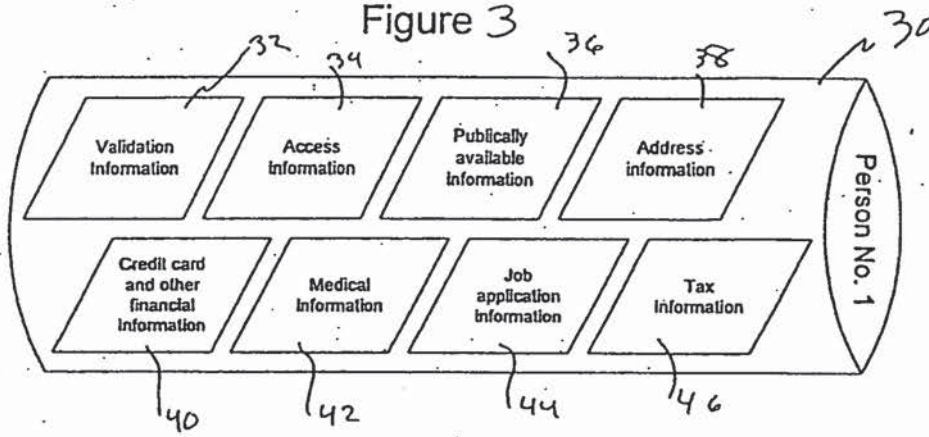 Figure 3
32
34
36
38
30
Validation
Information
Access
Information
Publically
available
information
Address
information
Person No. 1
Credit card
and other
financial
information
Medical
Information
Job
application
information
Tax
information
40
42
44
46